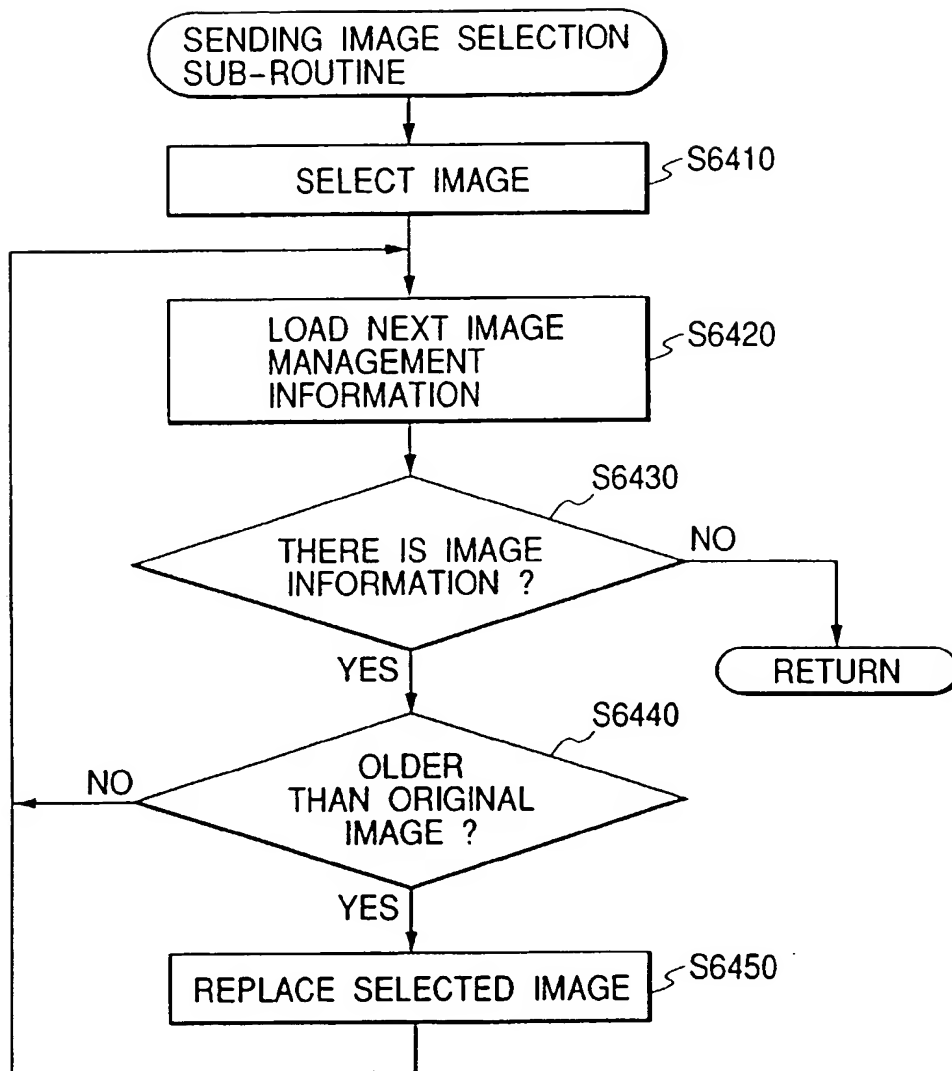 SENDING IMAGE SELECTION
SUB-ROUTINE
SELECT IMAGE
S6410
LOAD NEXT IMAGE
MANAGEMENT
INFORMATION
S6420
S6430
THERE IS IMAGE
INFORMATION ?
NO
YES
RETURN
S6440
OLDER
THAN ORIGINAL
IMAGE ?
NO
YES
REPLACE SELECTED IMAGE
S6450